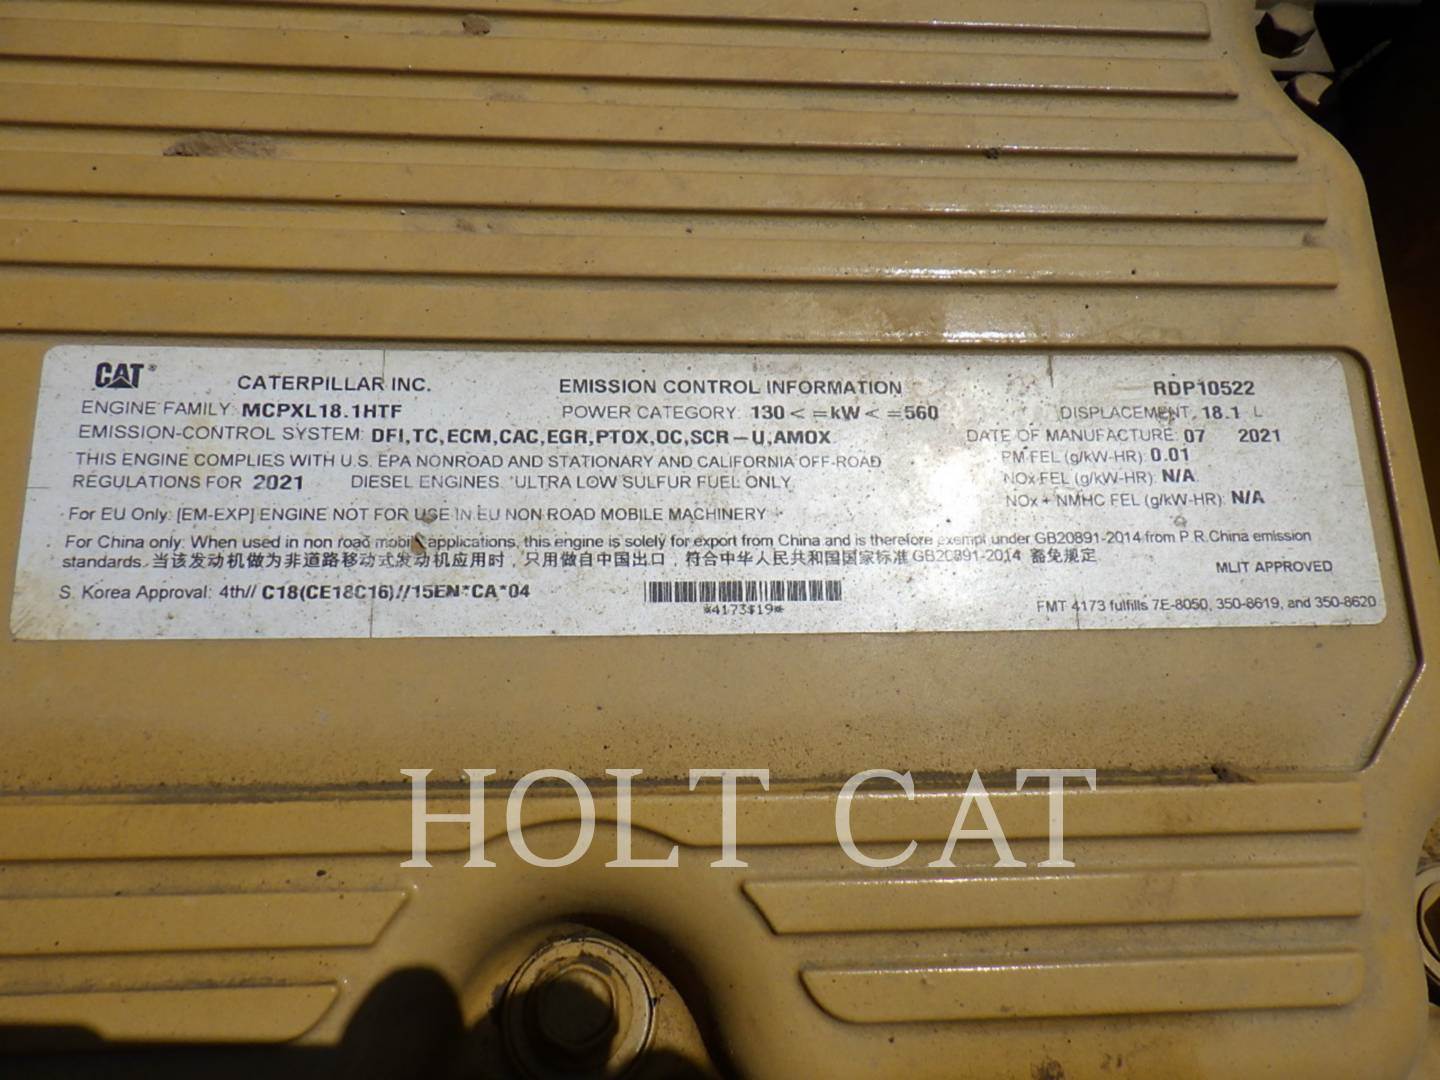 CAT® CATERPILLAR INC. EMISSION CONTROL INFORMATION RDP10522
ENGINE FAMILY: MCPXL18.1HTF POWER CATEGORY: 130 < =kW < =560 DISPLACEMENT: 18.1 L
EMISSION-CONTROL SYSTEM: DFI,TC,ECM,CAC,EGR,PTOX,OC,SCR-U,AMOX DATE OF MANUFACTURE: 07 2021
THIS ENGINE COMPLIES WITH U.S. EPA NONROAD AND STATIONARY AND CALIFORNIA OFF-ROAD PM FEL (g/kW-HR): 0.01
REGULATIONS FOR 2021 DIESEL ENGINES. ULTRA LOW SULFUR FUEL ONLY NOx FEL (g/kW-HR): N/A
NOx + NMHC FEL (g/kW-HR): N/A
For EU Only: [EM-EXP] ENGINE NOT FOR USE IN EU NON ROAD MOBILE MACHINERY
For China only: When used in non road mobile applications, this engine is solely for export from China and is therefore exempt under GB20891-2014 from P.R.China emission
standards. 当该发动机做为非道路移动式发动机应用时，只用做自中国出口，符合中华人民共和国国家标准 GB20891-2014 豁免规定
MLIT APPROVED
S. Korea Approval: 4th// C18(CE18C16)//15EN*CA*04
*4173$19*
FMT 4173 fulfills 7E-8050, 350-8619, and 350-8620
HOLT CAT